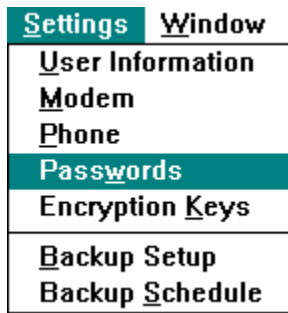 Settings Window
User Information
Modem
Phone
Passwords
Encryption Keys
Backup Setup
Backup Schedule